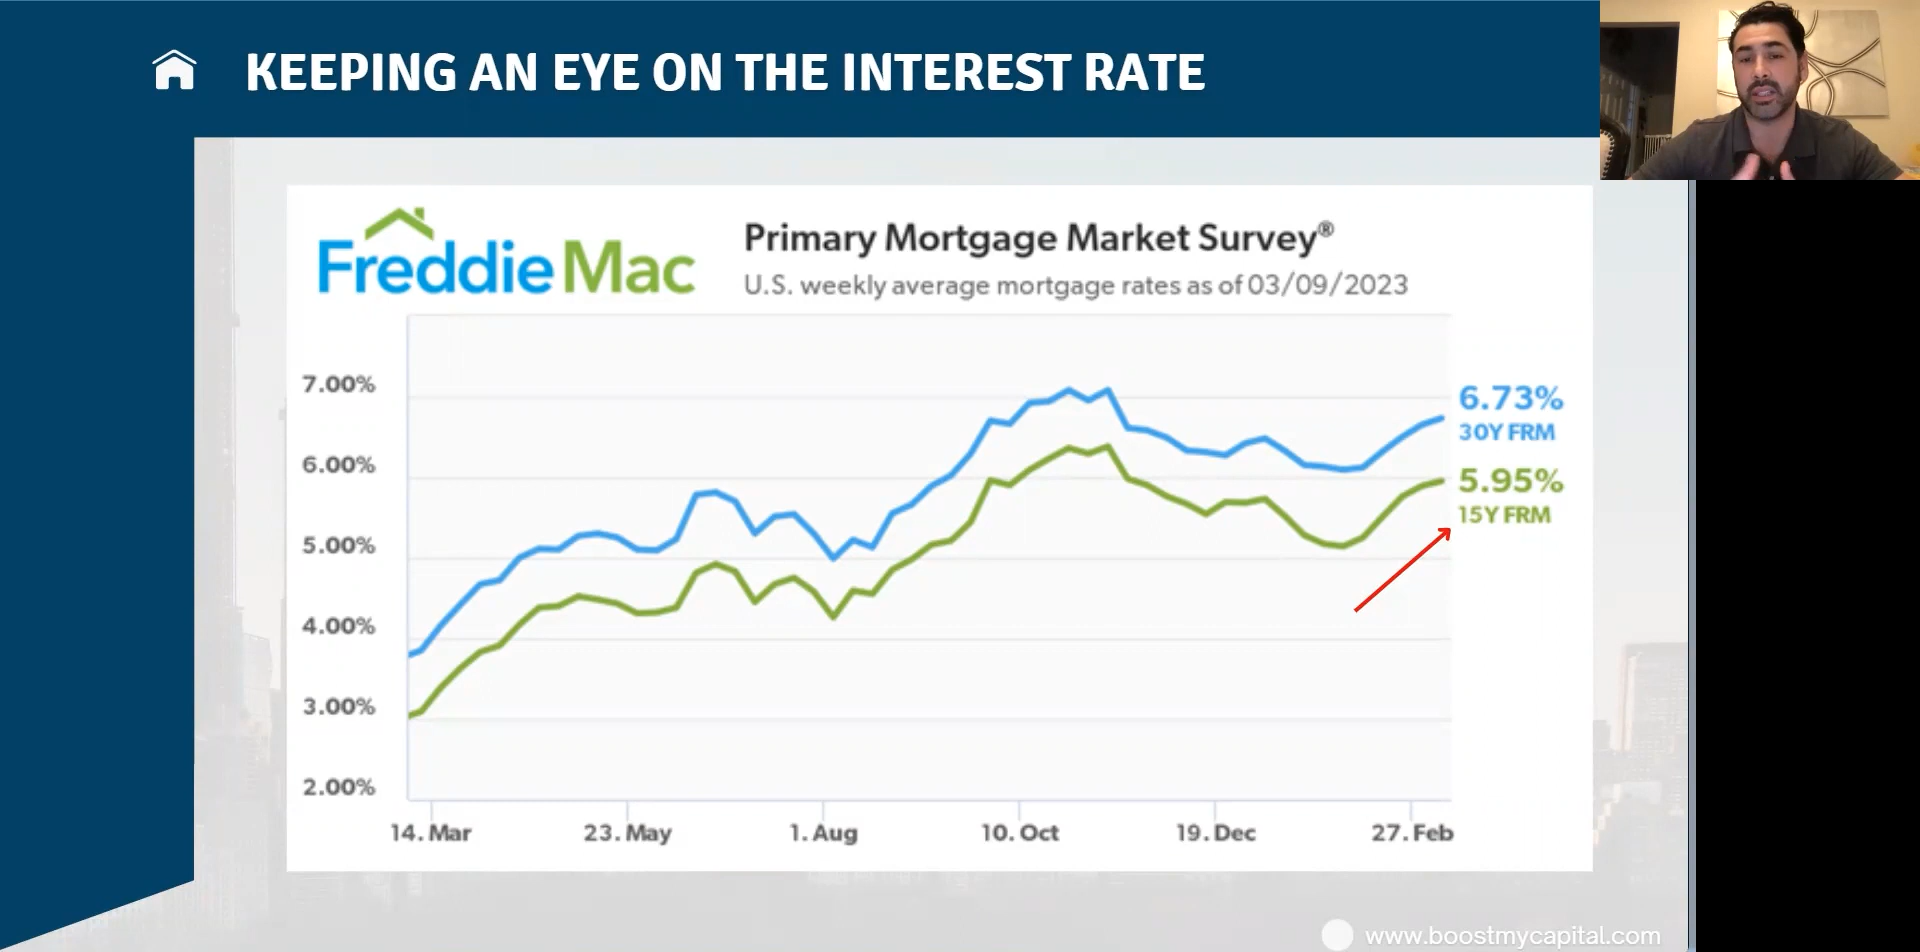 KEEPING AN EYE ON THE INTEREST RATE
Freddie Mac
Primary Mortgage Market Survey®
U.S. weekly average mortgage rates as of 03/09/2023
7.00%
6.00%
5.00%
4.00%
3.00%
2.00%
6.73%
30Y FRM
5.95%
15Y FRM
14. Mar
23. May
1. Aug
10. Oct
19. Dec
27. Feb
www.boostmycapital.com